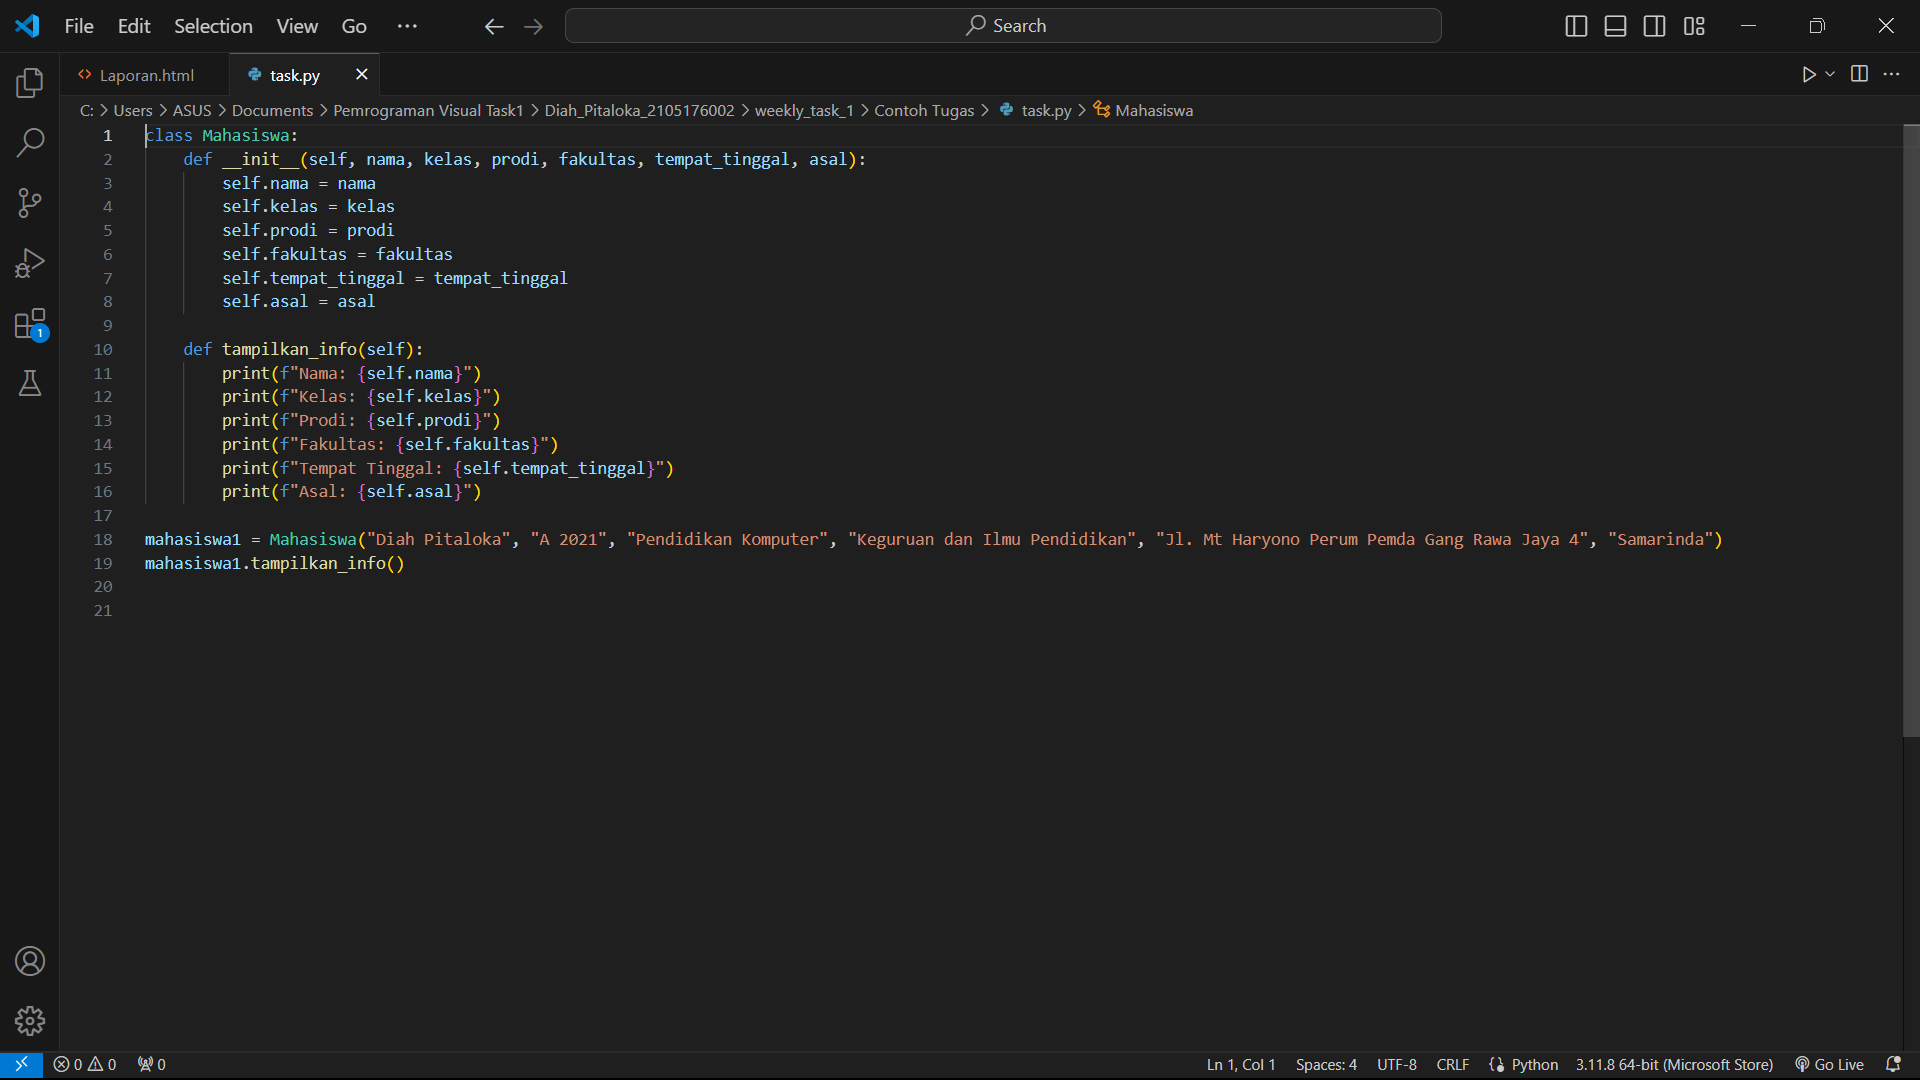 File Edit Selection View Go ··· Search
Laporan.html task.py
C: > Users > ASUS > Documents > Pemrograman Visual Task1 > Diah_Pitaloka_2105176002 > weekly_task_1 > Contoh Tugas > task.py > Mahasiswa
1 class Mahasiswa:
2     def __init__(self, nama, kelas, prodi, fakultas, tempat_tinggal, asal):
3         self.nama = nama
4         self.kelas = kelas
5         self.prodi = prodi
6         self.fakultas = fakultas
7         self.tempat_tinggal = tempat_tinggal
8         self.asal = asal
9
10     def tampilkan_info(self):
11         print(f"Nama: {self.nama}")
12         print(f"Kelas: {self.kelas}")
13         print(f"Prodi: {self.prodi}")
14         print(f"Fakultas: {self.fakultas}")
15         print(f"Tempat Tinggal: {self.tempat_tinggal}")
16         print(f"Asal: {self.asal}")
17
18 mahasiswa1 = Mahasiswa("Diah Pitaloka", "A 2021", "Pendidikan Komputer", "Keguruan dan Ilmu Pendidikan", "Jl. Mt Haryono Perum Pemda Gang Rawa Jaya 4", "Samarinda")
19 mahasiswa1.tampilkan_info()
20
21
1
0 0 0 Ln 1, Col 1 Spaces: 4 UTF-8 CRLF Python 3.11.8 64-bit (Microsoft Store) Go Live